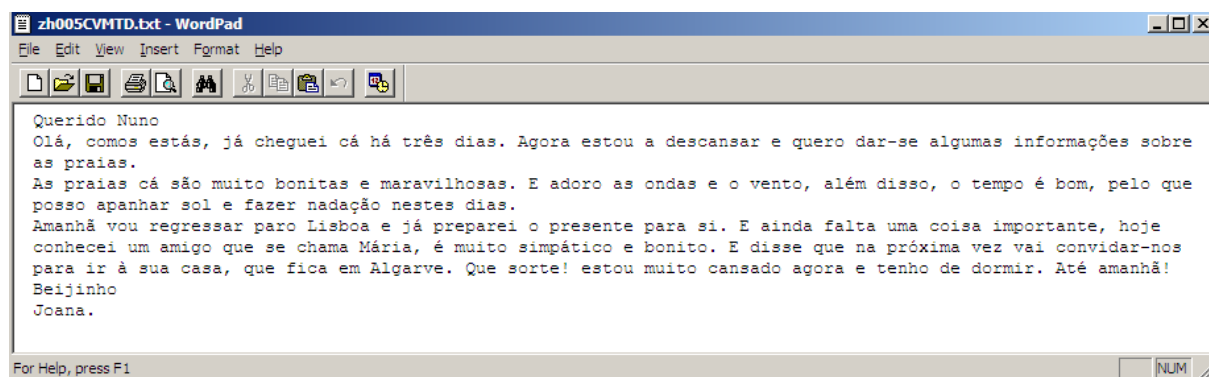 zh005CVMTD.txt - WordPad
File Edit View Insert Format Help
Querido Nuno
Olá, comos estás, já cheguei cá há três dias. Agora estou a descansar e quero dar-se algumas informações sobre
as praias.
As praias cá são muito bonitas e maravilhosas. E adoro as ondas e o vento, além disso, o tempo é bom, pelo que
posso apanhar sol e fazer nadação nestes dias.
Amanhã vou regressar paro Lisboa e já preparei o presente para si. E ainda falta uma coisa importante, hoje
conhecei um amigo que se chama Mária, é muito simpático e bonito. E disse que na próxima vez vai convidar-nos
para ir à sua casa, que fica em Algarve. Que sorte! estou muito cansado agora e tenho de dormir. Até amanhã!
Beijinho
Joana.
For Help, press F1 NUM